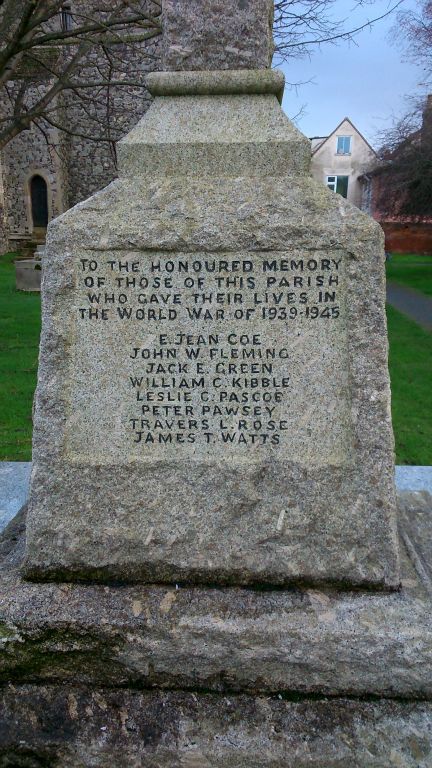 TO THE HONOURED MEMORY
OF THOSE OF THIS PARISH
WHO GAVE THEIR LIVES IN
THE WORLD WAR OF 1939-1945
E. JEAN COE
JOHN W. FLEMING
JACK E. GREEN
WILLIAM C. KIBBLE
LESLIE G. PASCOE
PETER PAWSEY
TRAVERS L. ROSE
JAMES T. WATTS